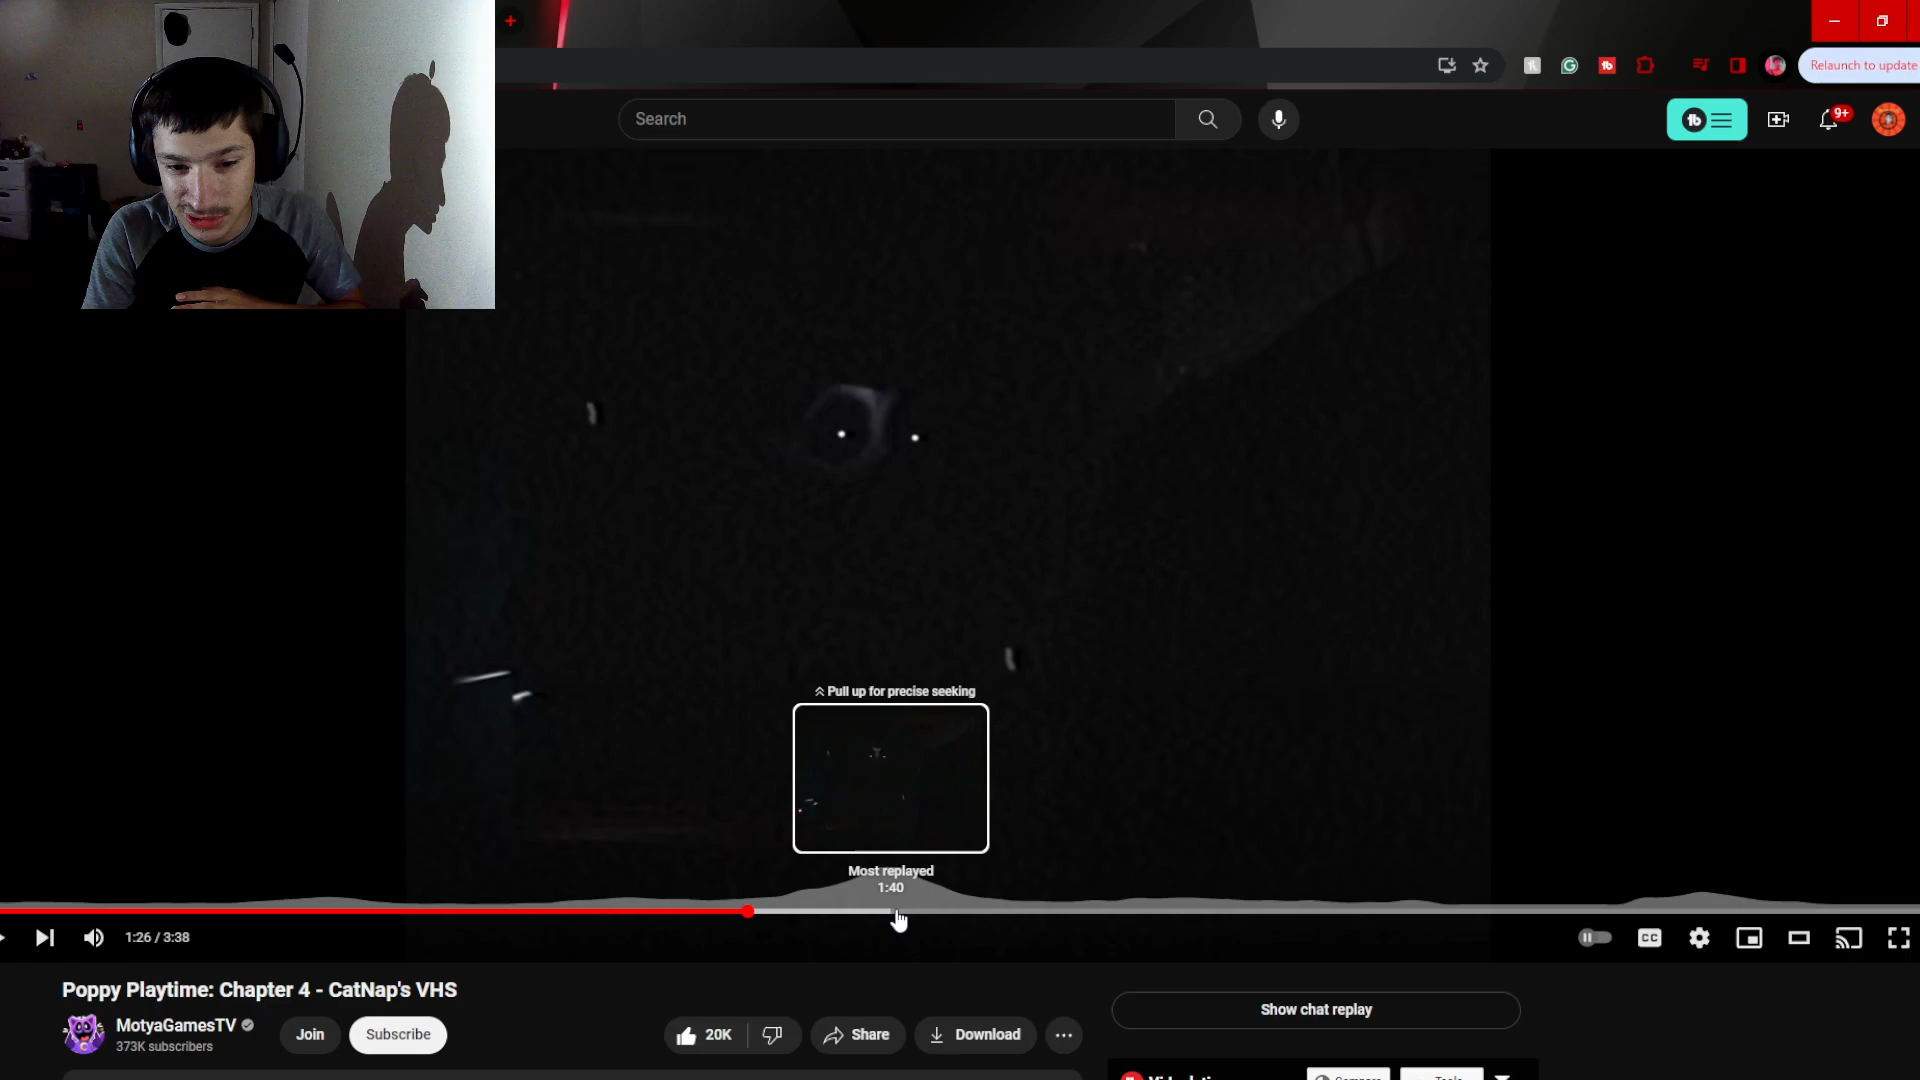 Relaunch to update
Search
9+
Pull up for precise seeking
Most replayed
1:40
1:26 / 3:38
CC
Poppy Playtime: Chapter 4 - CatNap's VHS
MotyaGamesTV
373K subscribers
Join
Subscribe
20K
Share
Download
Show chat replay